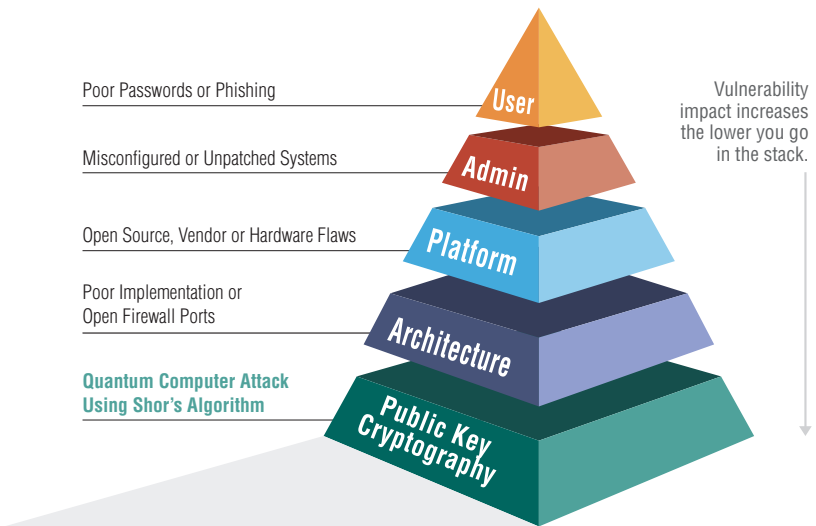 Poor Passwords or Phishing
User
Vulnerability
impact increases
the lower you go
in the stack.
Misconfigured or Unpatched Systems
Admin
Open Source, Vendor or Hardware Flaws
Platform
Poor Implementation or
Open Firewall Ports
Architecture
Quantum Computer Attack
Using Shor's Algorithm
Public Key
Cryptography